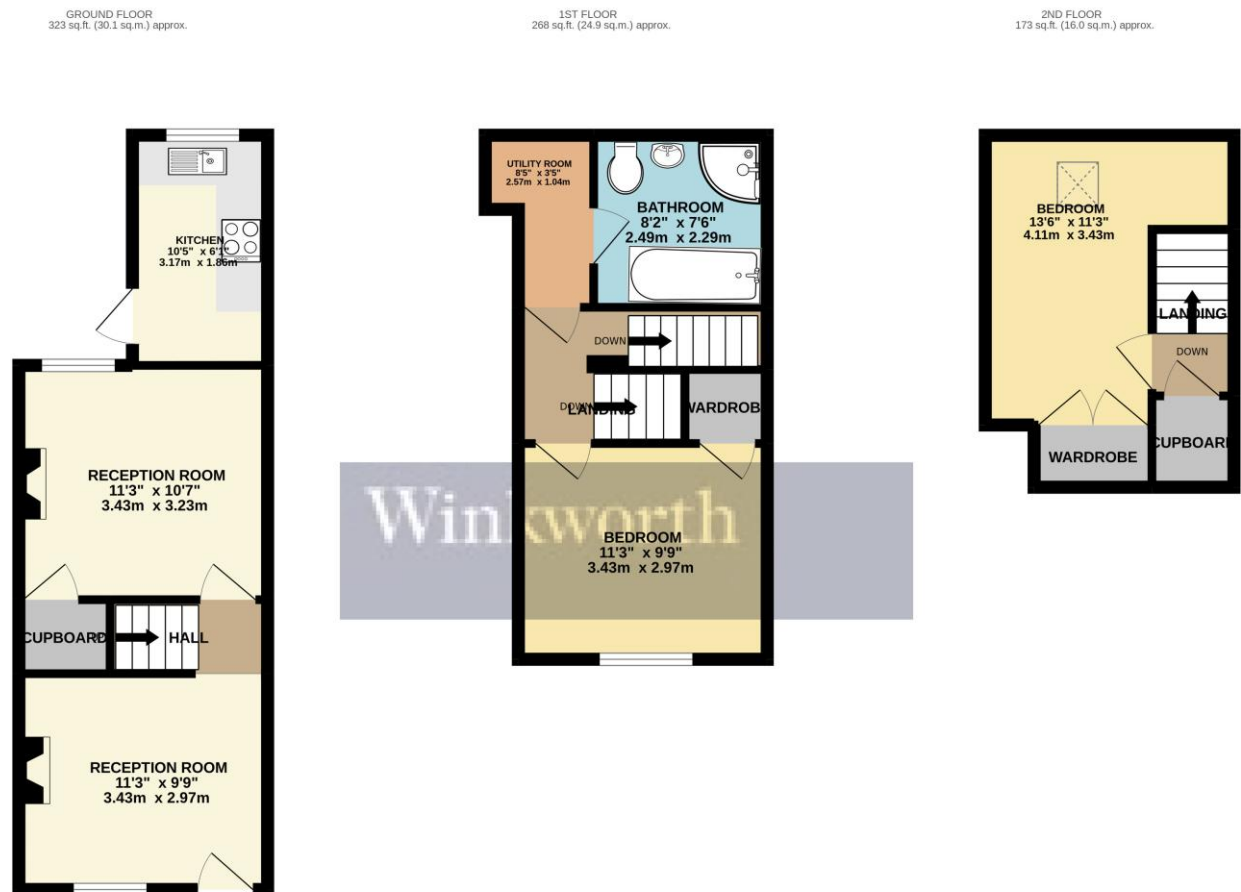 GROUND FLOOR
323 sq.ft. (30.1 sq.m.) approx.
KITCHEN
10'5" x 6'1"
3.17m x 1.86m
RECEPTION ROOM
11'3" x 10'7"
3.43m x 3.23m
CUPBOARD
HALL
RECEPTION ROOM
11'3" x 9'9"
3.43m x 2.97m
1ST FLOOR
268 sq.ft. (24.9 sq.m.) approx.
UTILITY ROOM
8'5" x 3'5"
2.57m x 1.04m
BATHROOM
8'2" x 7'6"
2.49m x 2.29m
DOWN
DOWN
LANDING
WARDROB
Winkworth
BEDROOM
11'3" x 9'9"
3.43m x 2.97m
2ND FLOOR
173 sq.ft. (16.0 sq.m.) approx.
BEDROOM
13'6" x 11'3"
4.11m x 3.43m
LANDING
DOWN
WARDROBE
CUPBOARD